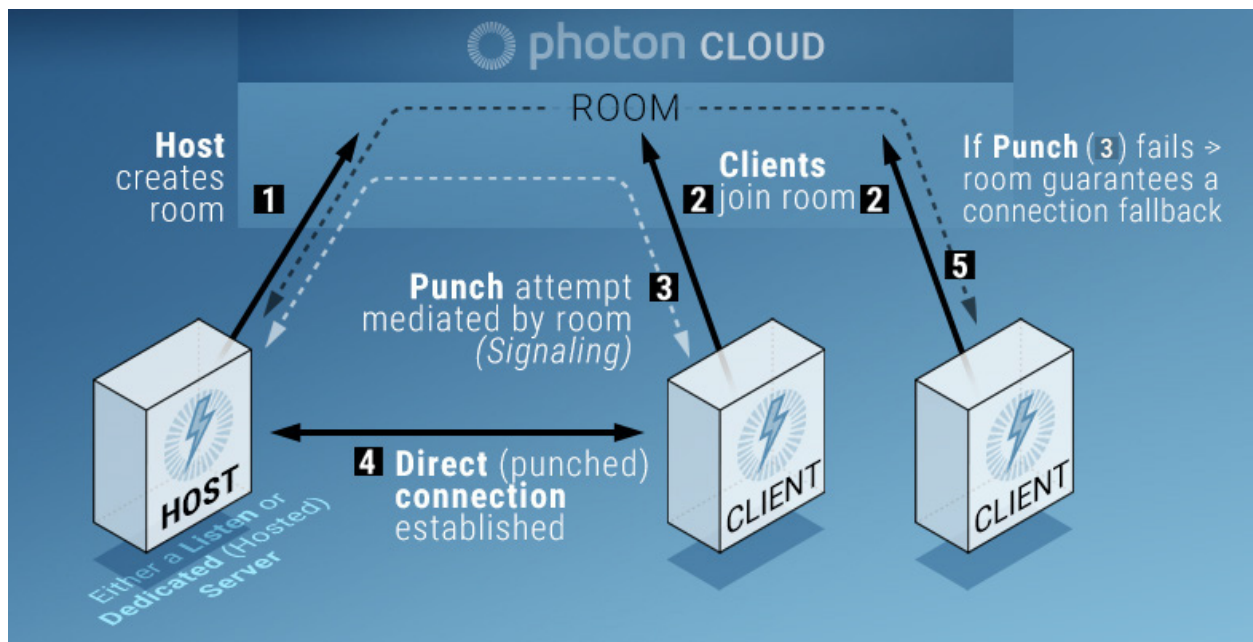 photon CLOUD
ROOM
Host
creates
room
1
2
Clients
join room
2
If Punch (3) fails >
room guarantees a
connection fallback
Punch attempt
mediated by room
(Signaling)
3
5
4
Direct (punched)
connection
established
HOST
CLIENT
CLIENT
Either a Listen or
Dedicated (Hosted)
Server